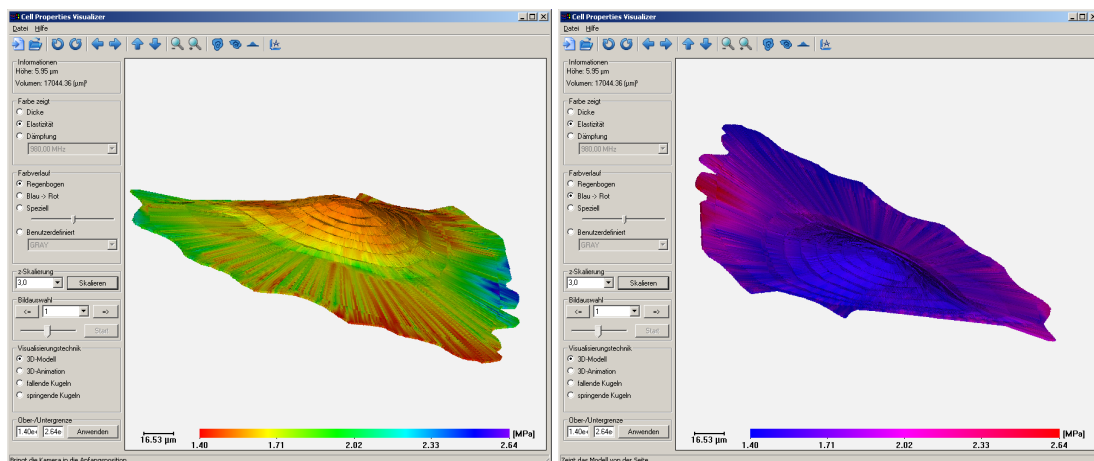 Cell Properties Visualizer
Datei Hilfe
Informationen
Höhe: 5.95 µm
Volumen: 17044.36 (µm)³
Farbe zeigt
Dicke
Elastizität
Dämpfung
980,00 MHz
Farbverlauf
Regenbogen
Blau -> Rot
Speziell
Benutzerdefiniert
GRAY
z-Skalierung
3,0 Skalieren
Bildauswahl
<= 1 =>
Start
Visualisierungstechnik
3D-Modell
3D-Animation
fallende Kugeln
springende Kugeln
Ober-/Untergrenze
1.40e+ 2.64e Anwenden
16.53 µm
1.40 1.71 2.02 2.33 2.64
[MPa]
Bringt die Kamera in die Anfangsposition
Cell Properties Visualizer
Datei Hilfe
Informationen
Höhe: 5.95 µm
Volumen: 17044.36 (µm)³
Farbe zeigt
Dicke
Elastizität
Dämpfung
980,00 MHz
Farbverlauf
Regenbogen
Blau -> Rot
Speziell
Benutzerdefiniert
GRAY
z-Skalierung
3,0 Skalieren
Bildauswahl
<= 1 =>
Start
Visualisierungstechnik
3D-Modell
3D-Animation
fallende Kugeln
springende Kugeln
Ober-/Untergrenze
1.40e+ 2.64e Anwenden
16.53 µm
1.40 1.71 2.02 2.33 2.64
[MPa]
Zeigt das Modell von der Seite